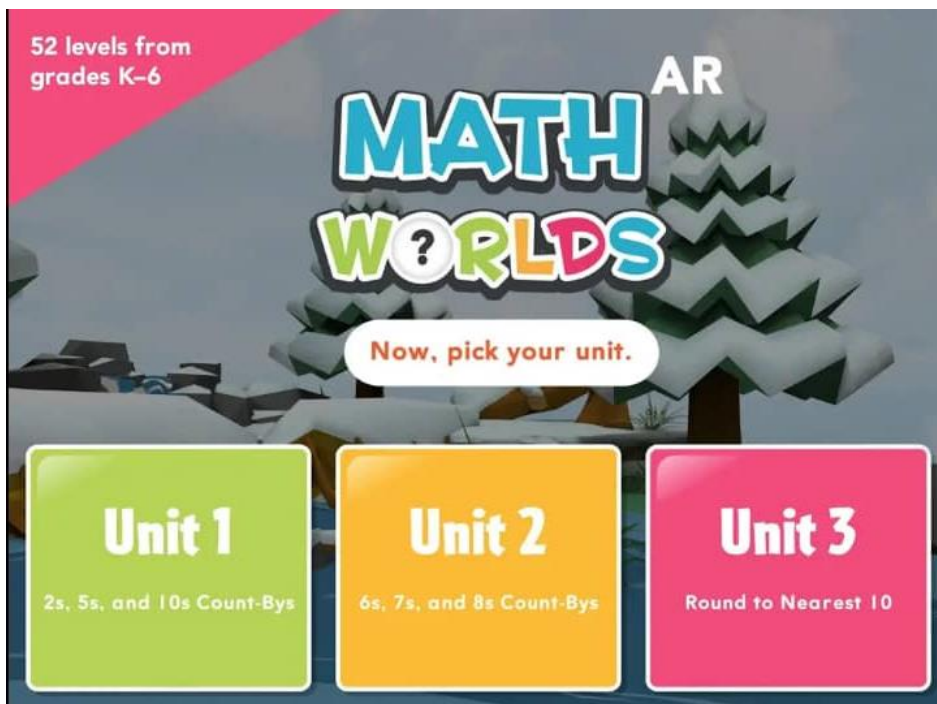 52 levels from
grades K–6
AR
MATH
W?RLDS
Now, pick your unit.
Unit 1
2s, 5s, and 10s Count-Bys
Unit 2
6s, 7s, and 8s Count-Bys
Unit 3
Round to Nearest 10